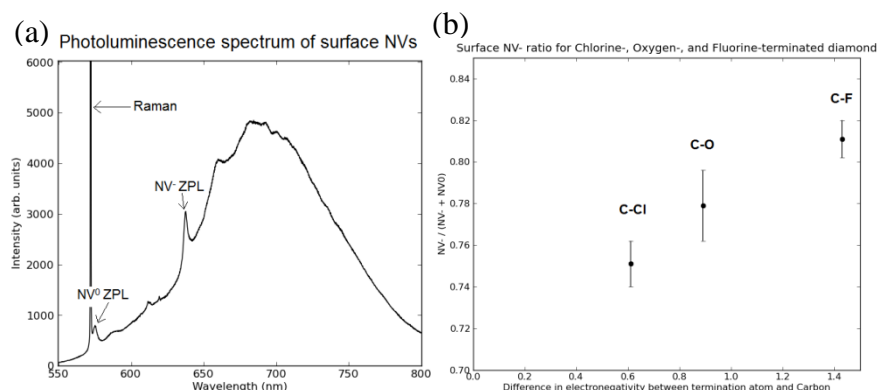 (a)
Photoluminescence spectrum of surface NVs
6000
5000
4000
3000
2000
1000
0
Intensity (arb. units)
Raman
NV- ZPL
NV0 ZPL
550
600
650
700
750
800
Wavelength (nm)
(b)
Surface NV- ratio for Chlorine-, Oxygen-, and Fluorine-terminated diamond
0.84
0.82
0.80
0.78
0.76
0.74
0.72
0.70
NV- / (NV- + NV0)
C-Cl
C-O
C-F
0.0
0.2
0.4
0.6
0.8
1.0
1.2
1.4
Difference in electronegativity between termination atom and Carbon